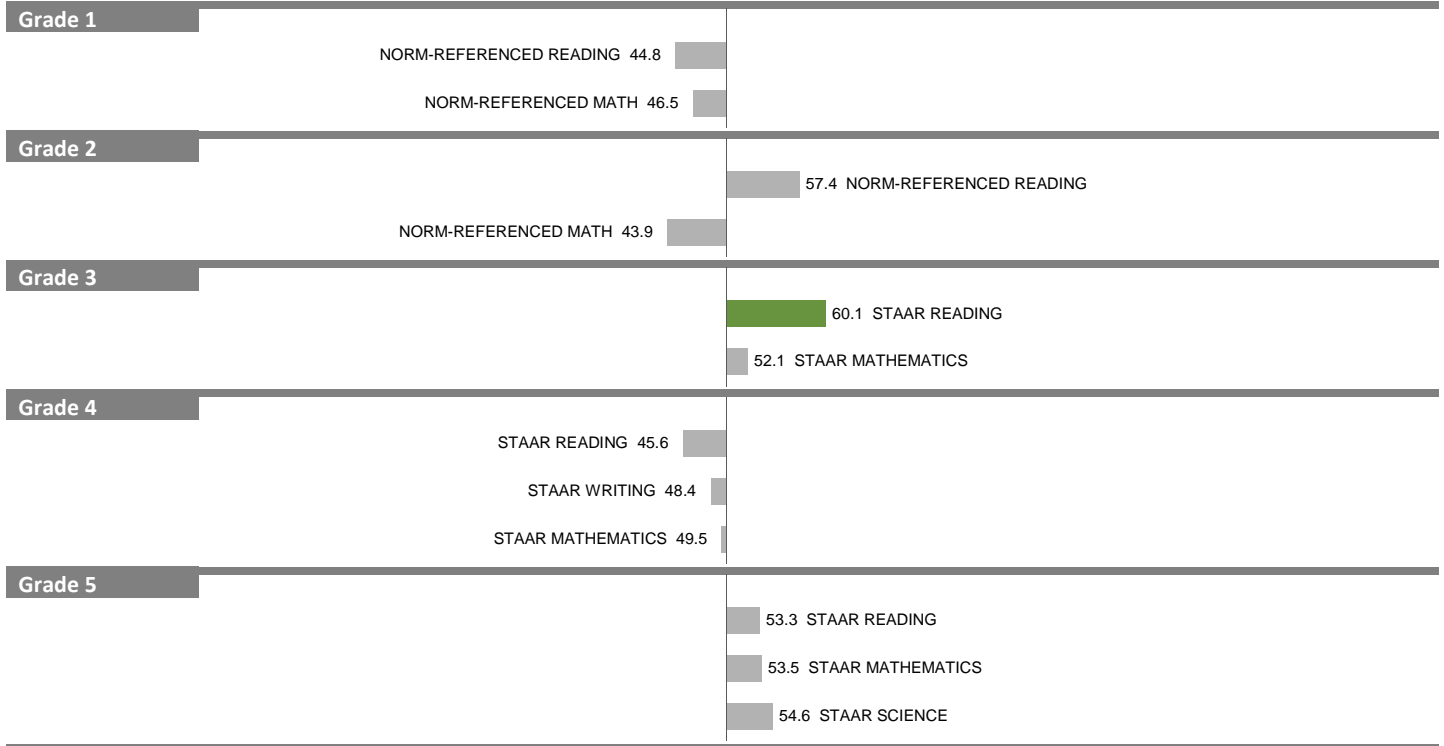 Grade 1
NORM-REFERENCED READING 44.8
NORM-REFERENCED MATH 46.5
Grade 2
57.4 NORM-REFERENCED READING
NORM-REFERENCED MATH 43.9
Grade 3
60.1 STAAR READING
52.1 STAAR MATHEMATICS
Grade 4
STAAR READING 45.6
STAAR WRITING 48.4
STAAR MATHEMATICS 49.5
Grade 5
53.3 STAAR READING
53.5 STAAR MATHEMATICS
54.6 STAAR SCIENCE